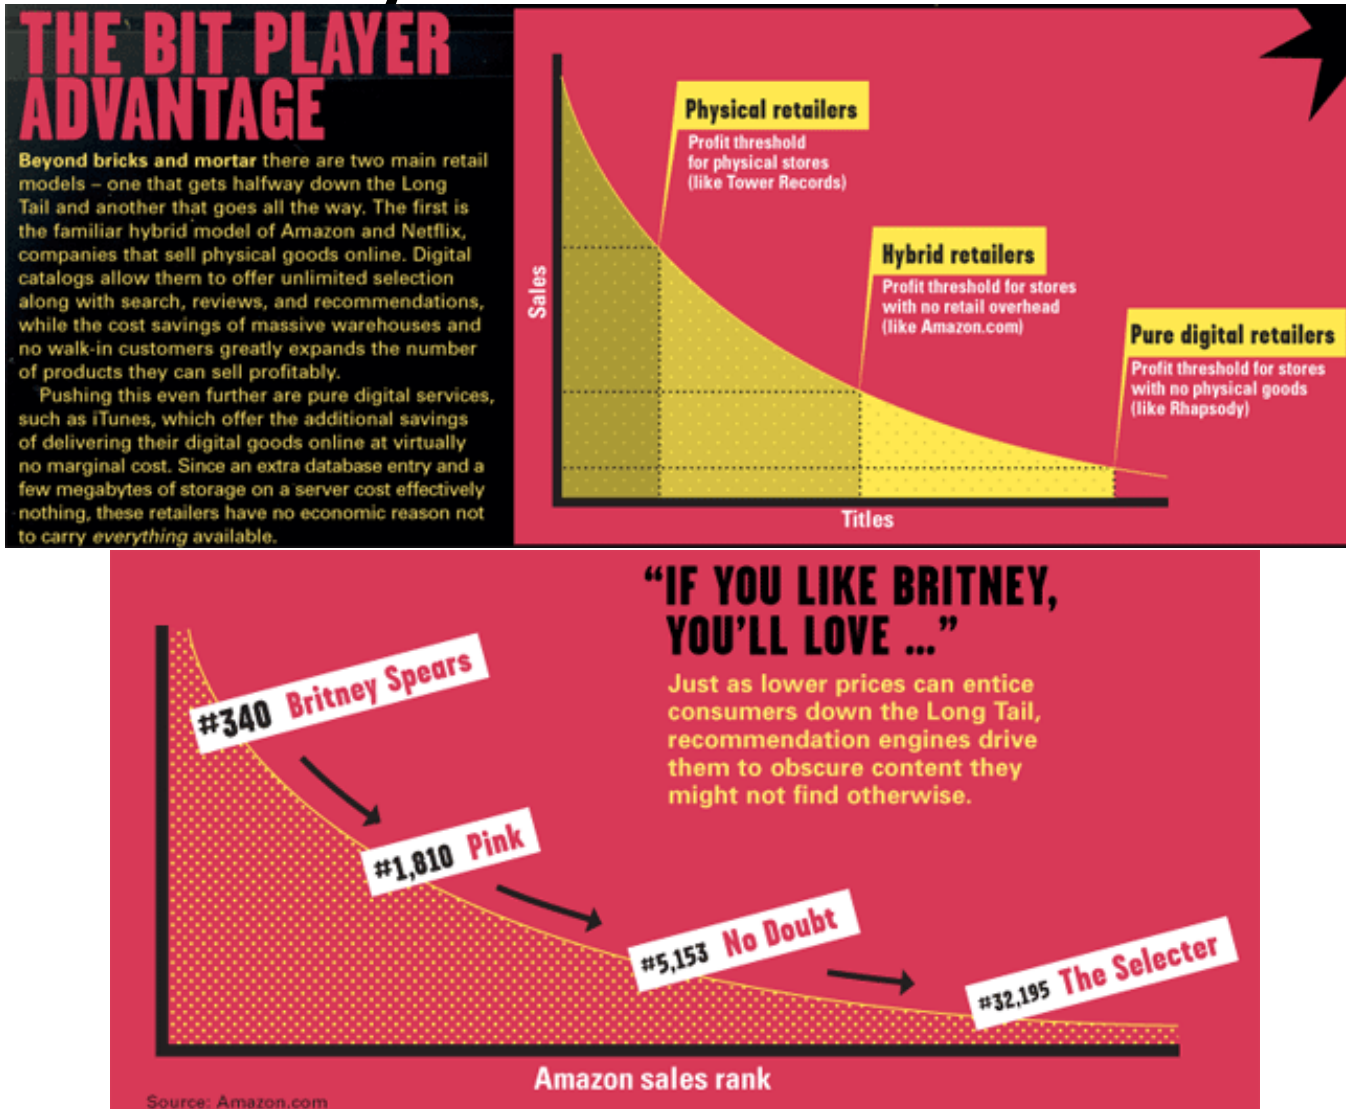 THE BIT PLAYER
ADVANTAGE
Beyond bricks and mortar there are two main retail
models – one that gets halfway down the Long
Tail and another that goes all the way. The first is
the familiar hybrid model of Amazon and Netflix,
companies that sell physical goods online. Digital
catalogs allow them to offer unlimited selection
along with search, reviews, and recommendations,
while the cost savings of massive warehouses and
no walk-in customers greatly expands the number
of products they can sell profitably.
Pushing this even further are pure digital services,
such as iTunes, which offer the additional savings
of delivering their digital goods online at virtually
no marginal cost. Since an extra database entry and a
few megabytes of storage on a server cost effectively
nothing, these retailers have no economic reason not
to carry everything available.
Physical retailers
Profit threshold
for physical stores
(like Tower Records)
Hybrid retailers
Profit threshold for stores
with no retail overhead
(like Amazon.com)
Pure digital retailers
Profit threshold for stores
with no physical goods
(like Rhapsody)
Sales
Titles
“IF YOU LIKE BRITNEY,
YOU’LL LOVE ...”
Just as lower prices can entice
consumers down the Long Tail,
recommendation engines drive
them to obscure content they
might not find otherwise.
#340 Britney Spears
#1,810 Pink
#5,153 No Doubt
#32,195 The Selecter
Amazon sales rank
Source: Amazon.com